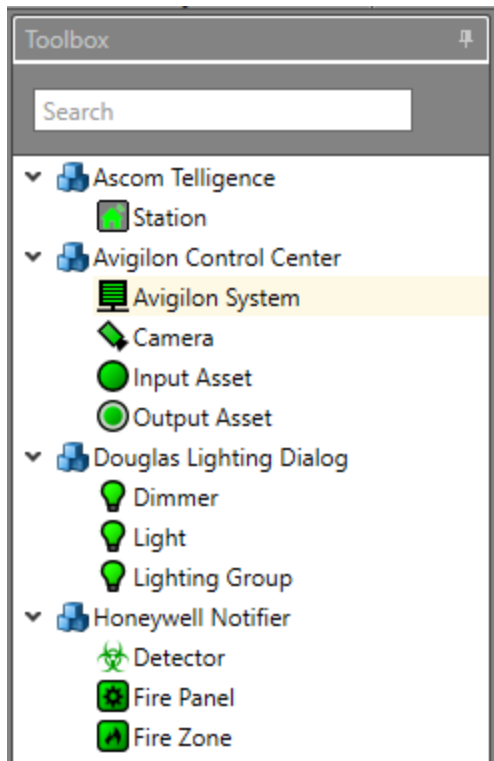 Toolbox
Search
Ascom Telligence
Station
Avigilon Control Center
Avigilon System
Camera
Input Asset
Output Asset
Douglas Lighting Dialog
Dimmer
Light
Lighting Group
Honeywell Notifier
Detector
Fire Panel
Fire Zone